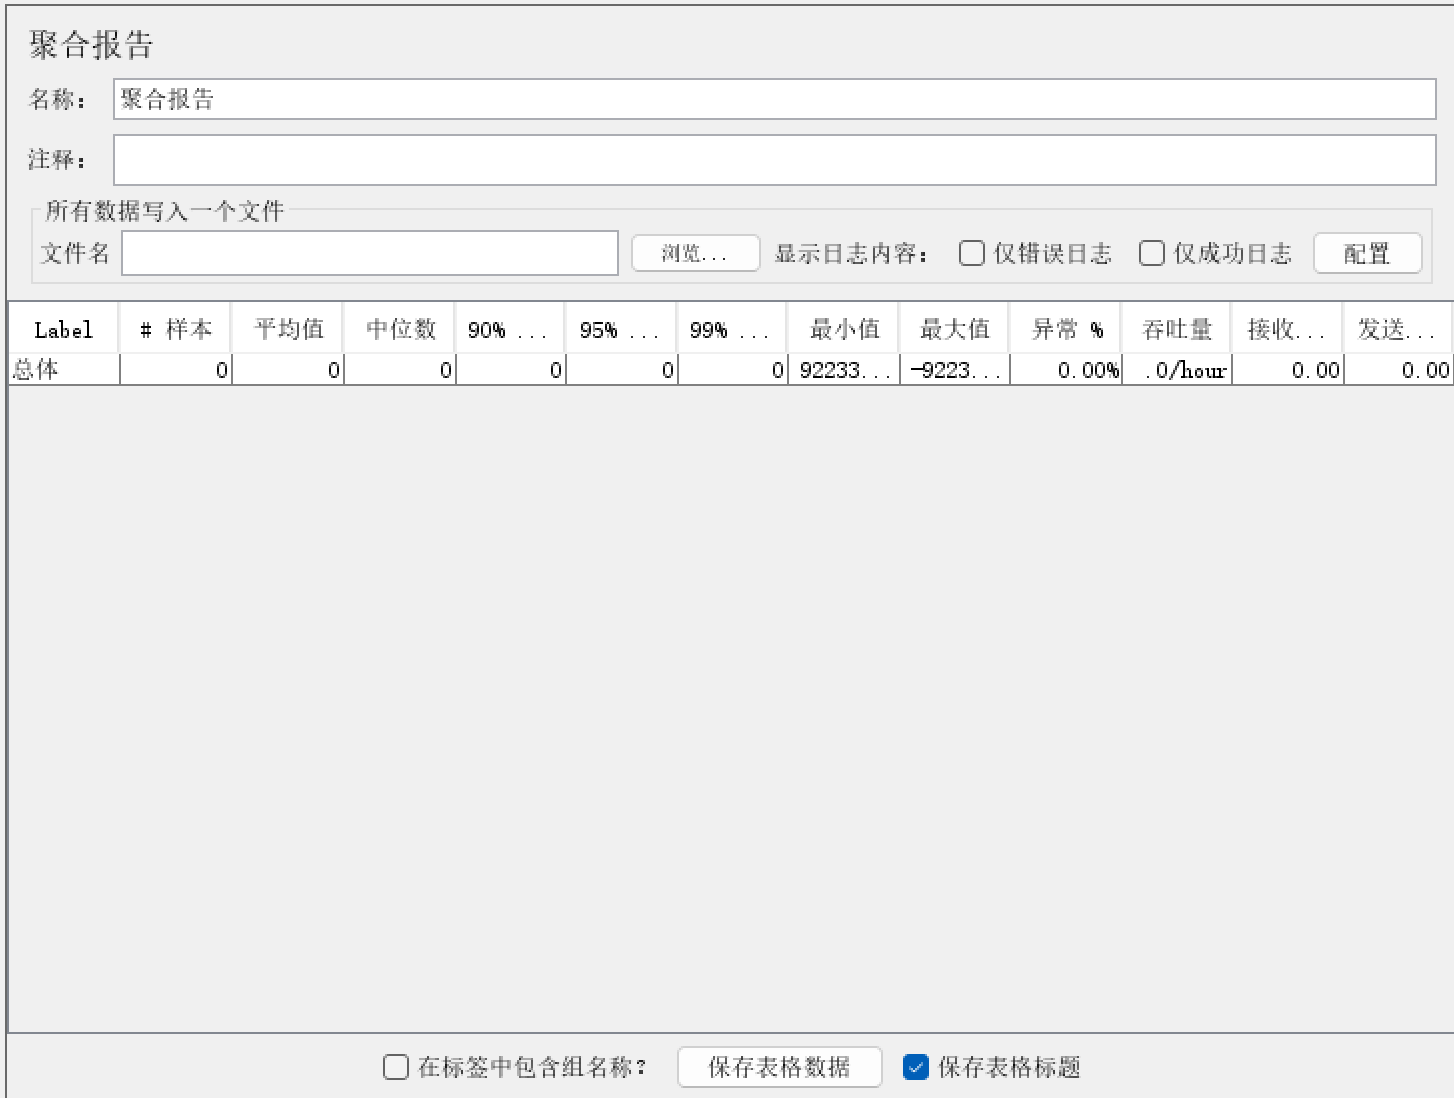 聚合报告
名称： 聚合报告
注释：
所有数据写入一个文件
文件名 浏览... 显示日志内容： 仅错误日志 仅成功日志 配置
Label # 样本 平均值 中位数 90% ... 95% ... 99% ... 最小值 最大值 异常 % 吞吐量 接收... 发送...
总体 0 0 0 0 0 0 92233... -9223... 0.00% .0/hour 0.00 0.00
在标签中包含组名称? 保存表格数据 保存表格标题